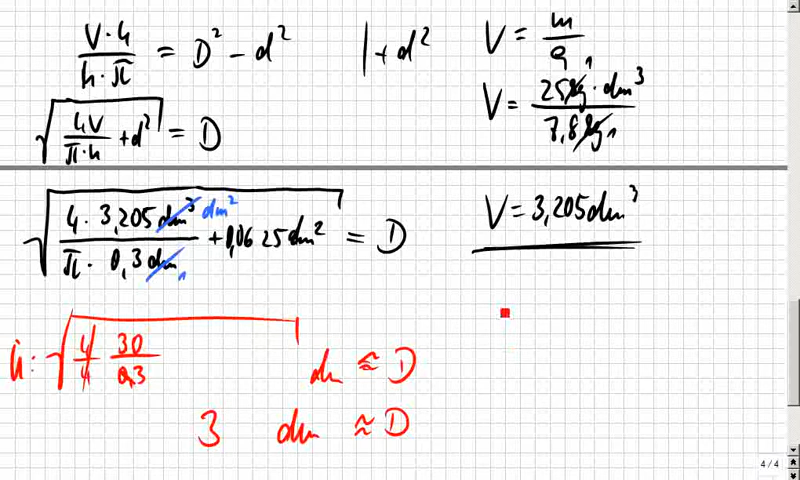 V·4 / h·π = D² - d² | + d²
√(4V / π·h + d²) = D
√(4 · 3,205dm³ dm² / π · 0,3dm + 0,0625dm²) = D
ü: √(4/4 30/0,3) dm ≈ D
3 dm ≈ D
V = m / ϱ
V = 25kg · dm³ / 7,8kg
V = 3,205dm³
4 / 4